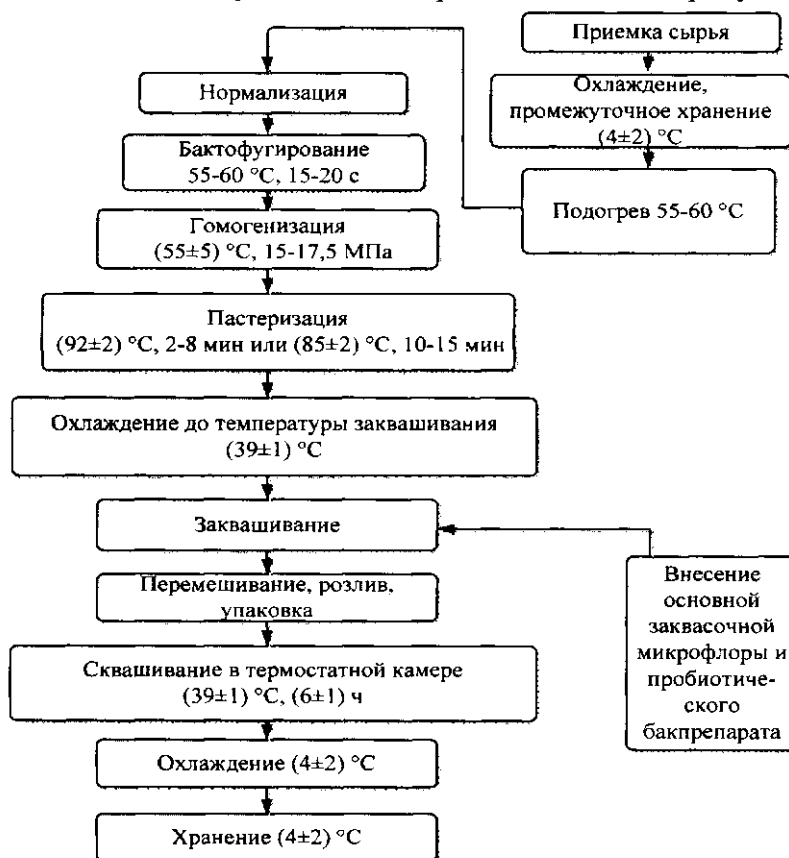 Приемка сырья
Охлаждение,
промежуточное хранение
(4±2) °С
Подогрев 55-60 °С
Нормализация
Бактофугирование
55-60 °С, 15-20 с
Гомогенизация
(55±5) °С, 15-17,5 МПа
Пастеризация
(92±2) °С, 2-8 мин или (85±2) °С, 10-15 мин
Охлаждение до температуры заквашивания
(39±1) °С
Заквашивание
Внесение
основной
заквасочной
микрофлоры и
пробиотиче-
ского
бакпрепарата
Перемешивание, розлив,
упаковка
Сквашивание в термостатной камере
(39±1) °С, (6±1) ч
Охлаждение (4±2) °С
Хранение (4±2) °С